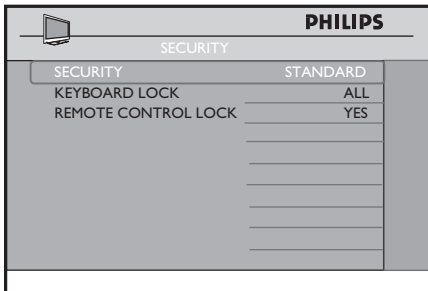 PHILIPS
SECURITY
SECURITY STANDARD
KEYBOARD LOCK ALL
REMOTE CONTROL LOCK YES